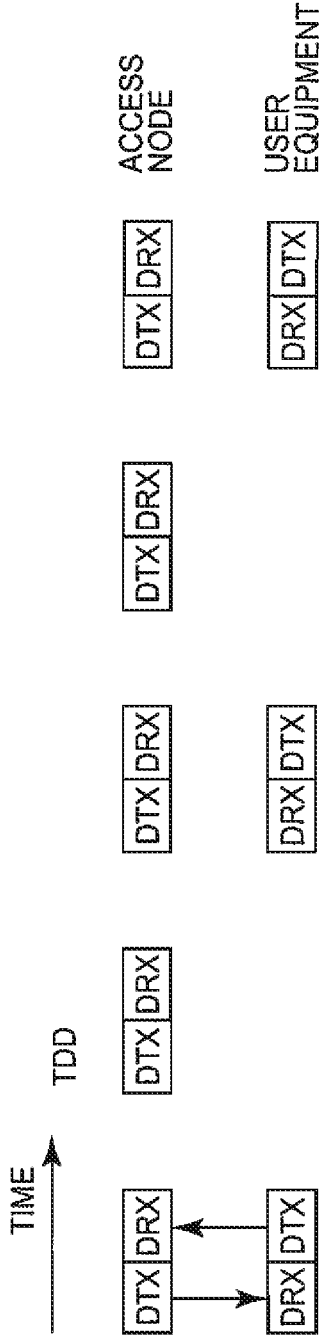 TIME
TDD
DTX DRX DTX DRX DTX DRX DTX DRX DTX DRX
ACCESS
NODE
DRX DTX DRX DTX DRX DTX
USER
EQUIPMENT